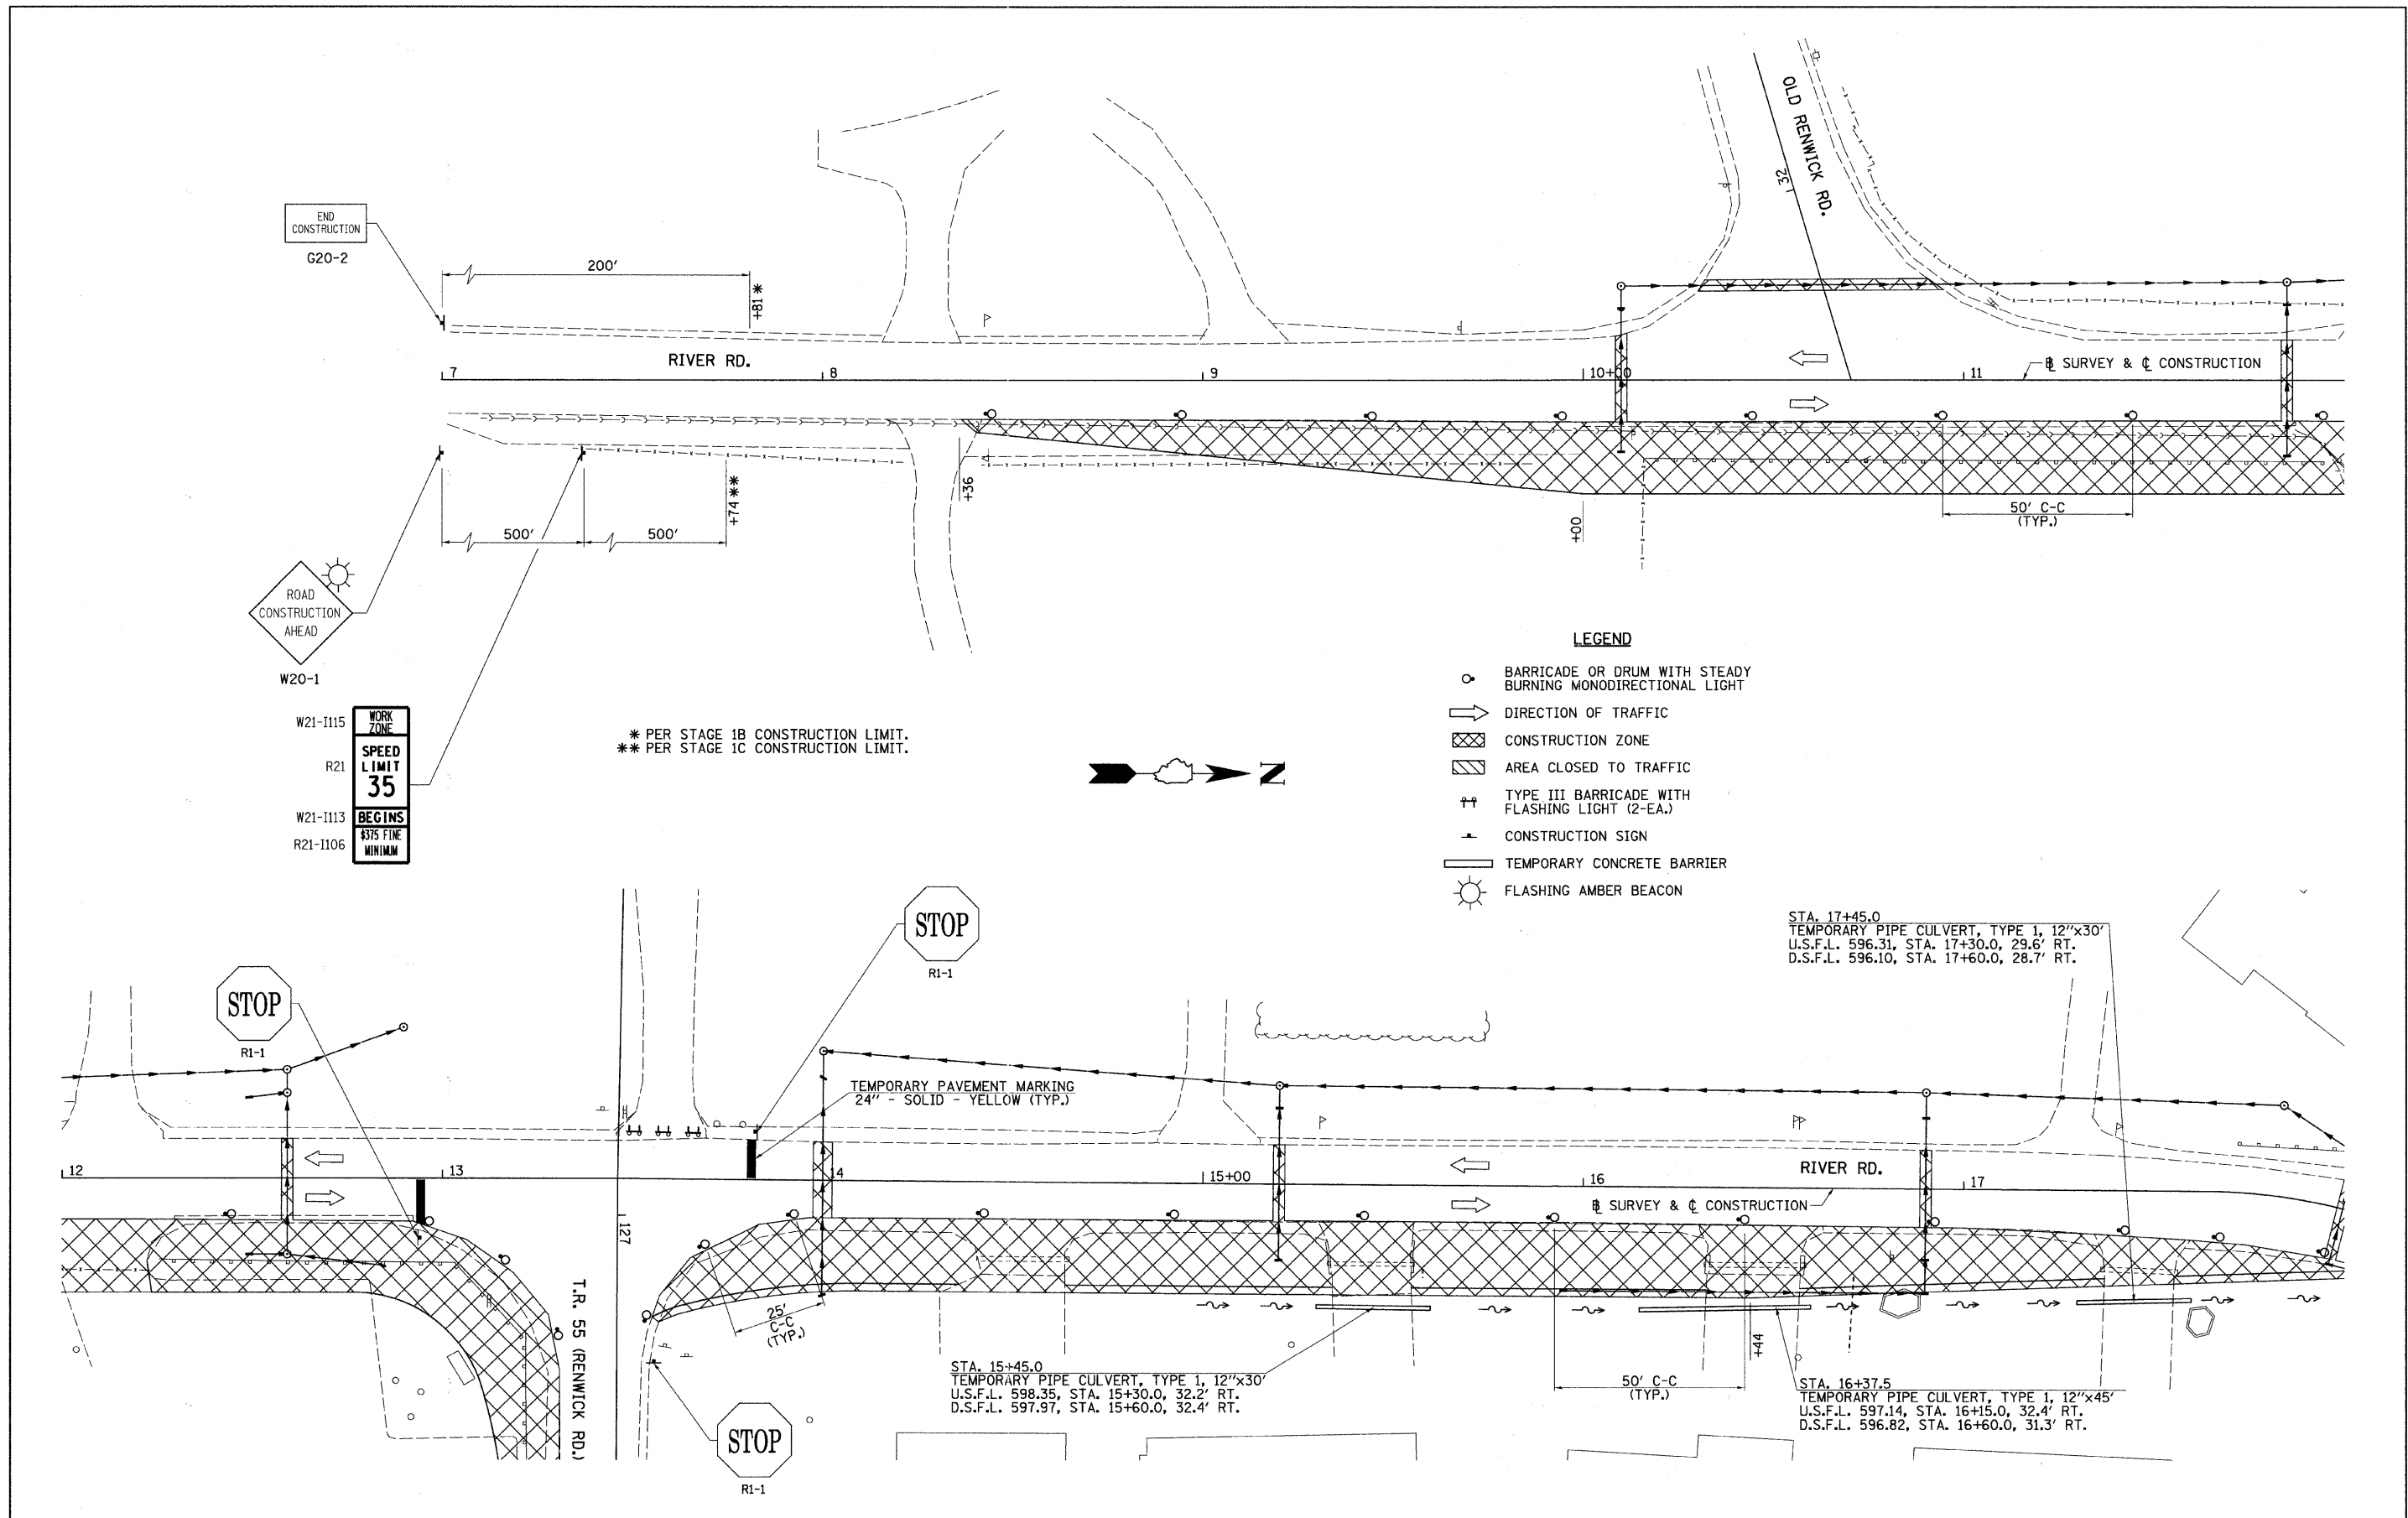 OLD RENWICK RD.
32
END
CONSTRUCTION
G20-2
200'
+81 *
RIVER RD.
7
8
9
10+00
11
℄ SURVEY & ℄ CONSTRUCTION
+36
+74 **
500'
500'
+00
50' C-C
(TYP.)
ROAD
CONSTRUCTION
AHEAD
W20-1
W21-I115
WORK
ZONE
R21
SPEED
LIMIT
35
W21-I113
BEGINS
R21-I106
$375 FINE
MINIMUM
* PER STAGE 1B CONSTRUCTION LIMIT.
** PER STAGE 1C CONSTRUCTION LIMIT.
N
LEGEND
BARRICADE OR DRUM WITH STEADY
BURNING MONODIRECTIONAL LIGHT
DIRECTION OF TRAFFIC
CONSTRUCTION ZONE
AREA CLOSED TO TRAFFIC
TYPE III BARRICADE WITH
FLASHING LIGHT (2-EA.)
CONSTRUCTION SIGN
TEMPORARY CONCRETE BARRIER
FLASHING AMBER BEACON
STOP
R1-1
STOP
R1-1
STA. 17+45.0
TEMPORARY PIPE CULVERT, TYPE 1, 12"x30'
U.S.F.L. 596.31, STA. 17+30.0, 29.6' RT.
D.S.F.L. 596.10, STA. 17+60.0, 28.7' RT.
TEMPORARY PAVEMENT MARKING
24" - SOLID - YELLOW (TYP.)
12
13
14
15+00
16
17
RIVER RD.
℄ SURVEY & ℄ CONSTRUCTION
127
T.R. 55 (RENWICK RD.)
25'
C-C
(TYP.)
+44
50' C-C
(TYP.)
STA. 15+45.0
TEMPORARY PIPE CULVERT, TYPE 1, 12"x30'
U.S.F.L. 598.35, STA. 15+30.0, 32.2' RT.
D.S.F.L. 597.97, STA. 15+60.0, 32.4' RT.
STA. 16+37.5
TEMPORARY PIPE CULVERT, TYPE 1, 12"x45'
U.S.F.L. 597.14, STA. 16+15.0, 32.4' RT.
D.S.F.L. 596.82, STA. 16+60.0, 31.3' RT.
STOP
R1-1